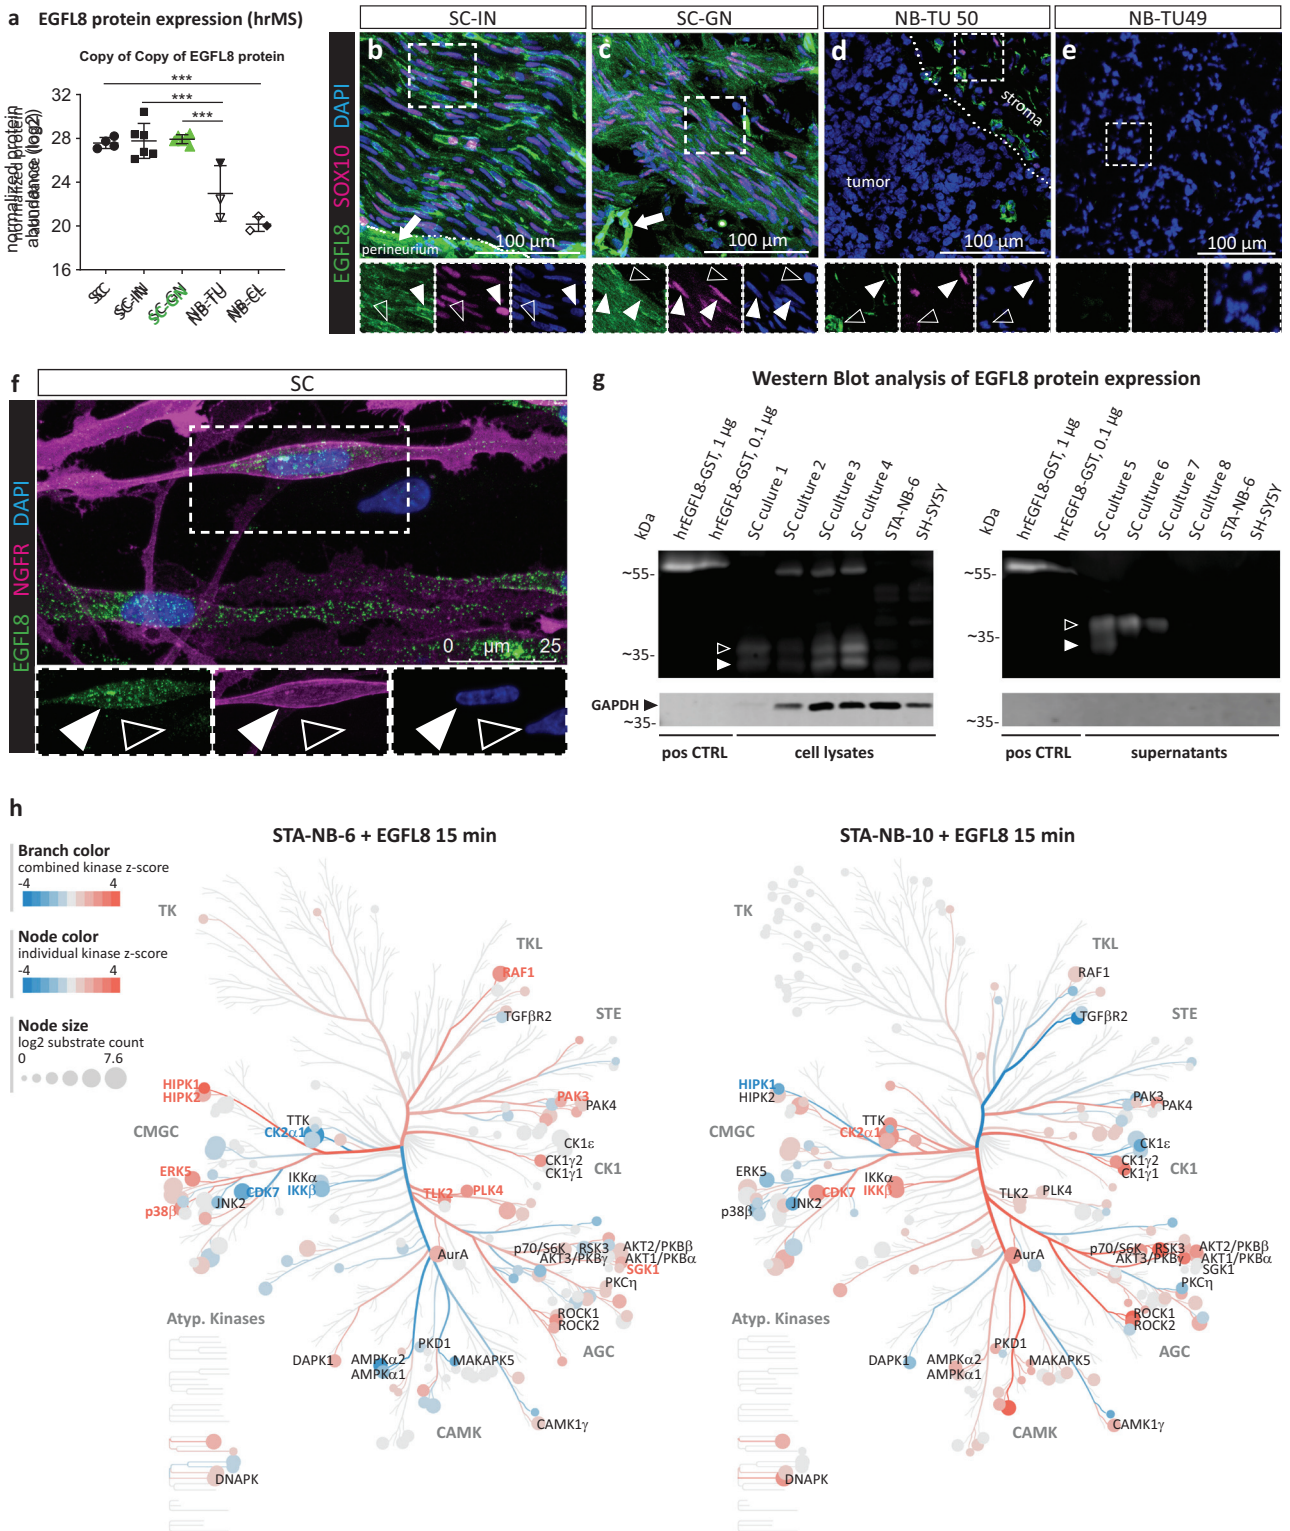 a EGFL8 protein expression (hrMS)
Copy of Copy of EGFL8 protein
***
***
***
normalized protein
abundance (log2)
32
28
24
20
16
SC
SC-IN
SC-GN
NB-TU
NB-CL
EGFL8 SOX10 DAPI
SC-IN
SC-GN
NB-TU 50
NB-TU49
b
c
d
e
perineurium
100 µm
100 µm
tumor
stroma
100 µm
100 µm
f
SC
EGFL8 NGFR DAPI
0 µm 25
g Western Blot analysis of EGFL8 protein expression
kDa
hrEGFL8-GST, 1 µg
hrEGFL8-GST, 0.1 µg
SC culture 1
SC culture 2
SC culture 3
SC culture 4
STA-NB-6
SH-SY5Y
~55-
~35-
GAPDH
~35-
pos CTRL
cell lysates
kDa
hrEGFL8-GST, 1 µg
hrEGFL8-GST, 0.1 µg
SC culture 5
SC culture 6
SC culture 7
SC culture 8
STA-NB-6
SH-SY5Y
~55-
~35-
~35-
pos CTRL
supernatants
h
Branch color
combined kinase z-score
-4 4
Node color
individual kinase z-score
-4 4
Node size
log2 substrate count
0 7.6
STA-NB-6 + EGFL8 15 min
TK
TKL
RAF1
TGFβR2
STE
HIPK1
HIPK2
PAK3
PAK4
TTK
CK2α1
CMGC
CK1ε
CK1γ2
CK1γ1
CK1
ERK5
IKKα
IKKβ
CDK7
JNK2
p38β
TLK2
PLK4
AurA
p70/S6K
RSK3
AKT3/PKBγ
AKT2/PKBβ
AKT1/PKBα
SGK1
PKCη
ROCK1
ROCK2
AGC
Atyp. Kinases
PKD1
DAPK1
AMPKα2
AMPKα1
MAKAPK5
CAMK1γ
CAMK
DNAPK
STA-NB-10 + EGFL8 15 min
TK
TKL
RAF1
TGFβR2
STE
HIPK1
HIPK2
PAK3
PAK4
TTK
CK2α1
CMGC
CK1ε
CK1γ2
CK1γ1
CK1
ERK5
IKKα
IKKβ
CDK7
JNK2
p38β
TLK2
PLK4
AurA
p70/S6K
RSK3
AKT3/PKBγ
AKT2/PKBβ
AKT1/PKBα
SGK1
PKCη
ROCK1
ROCK2
AGC
Atyp. Kinases
PKD1
DAPK1
AMPKα2
AMPKα1
MAKAPK5
CAMK1γ
CAMK
DNAPK